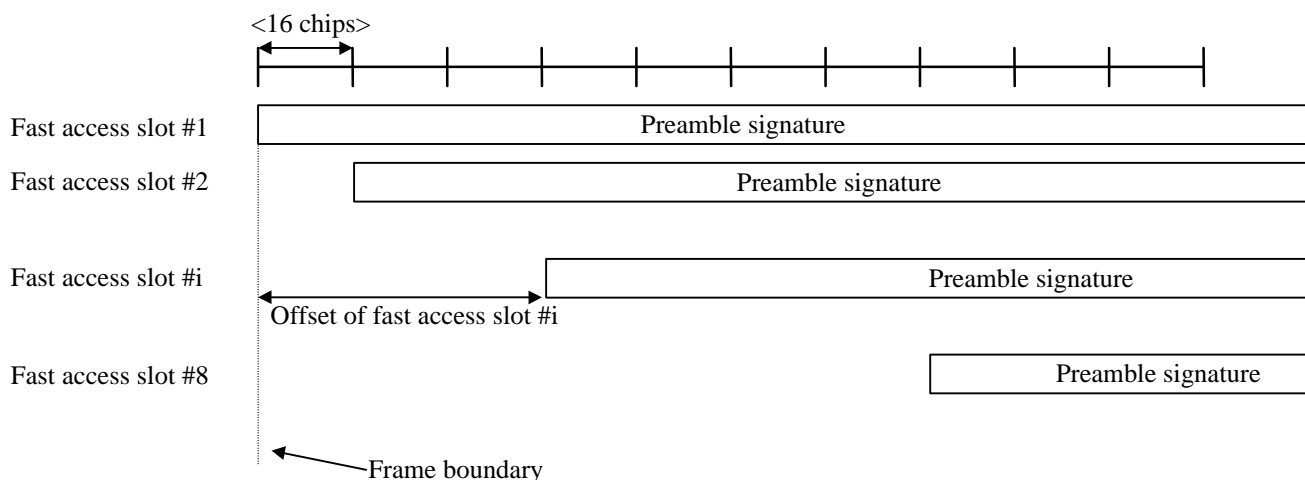 <16 chips>
Fast access slot #1
Preamble signature
Fast access slot #2
Preamble signature
Fast access slot #i
Preamble signature
Offset of fast access slot #i
Fast access slot #8
Preamble signature
Frame boundary